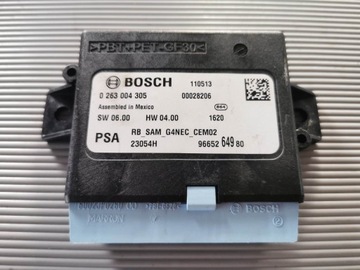 >PBT+PET-GF30<
BOSCH 110513
0 263 004 305 00028206
Assembled in Mexico 864
SW 06.00 HW 04.00 1620
PSA RB_SAM_G4NEC_CEM02
23054H 96652 649 80